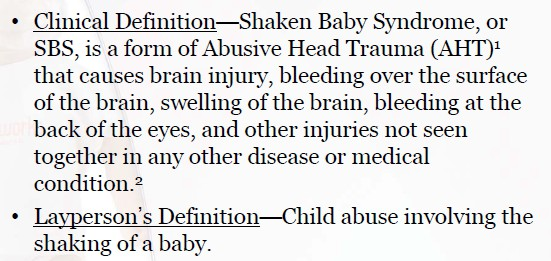 • Clinical Definition—Shaken Baby Syndrome, or
SBS, is a form of Abusive Head Trauma (AHT)¹
that causes brain injury, bleeding over the surface
of the brain, swelling of the brain, bleeding at the
back of the eyes, and other injuries not seen
together in any other disease or medical
condition.²
• Layperson’s Definition—Child abuse involving the
shaking of a baby.